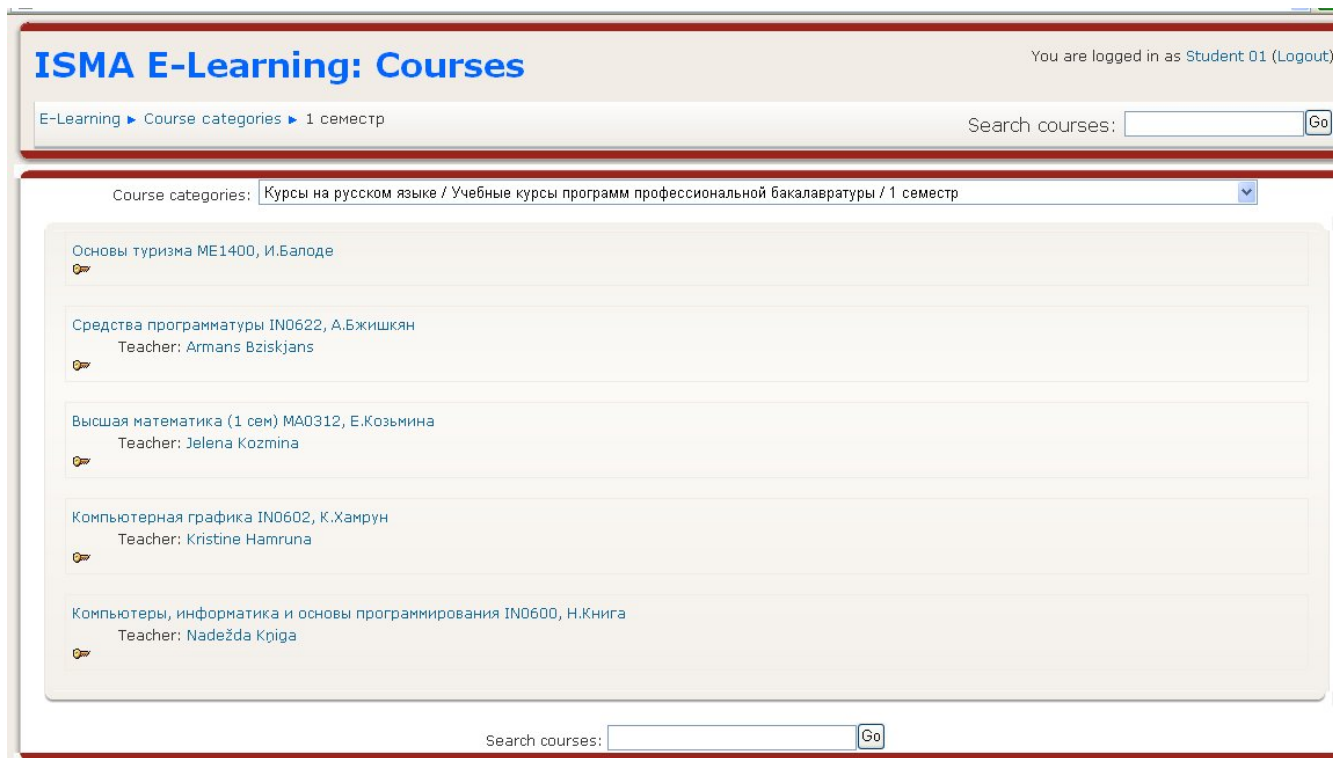 ISMA E-Learning: Courses
You are logged in as Student 01 (Logout)
E-Learning ► Course categories ► 1 семестр
Search courses: Go
Course categories: Курсы на русском языке / Учебные курсы программ профессиональной бакалавратуры / 1 семестр
Основы туризма ME1400, И.Балоде
Средства программатуры IN0622, А.Бжишкян
Teacher: Armans Bziskjans
Высшая математика (1 сем) MA0312, Е.Козьмина
Teacher: Jelena Kozmina
Компьютерная графика IN0602, К.Хамрун
Teacher: Kristine Hamruna
Компьютеры, информатика и основы программирования IN0600, Н.Книга
Teacher: Nadežda Kņiga
Search courses: Go